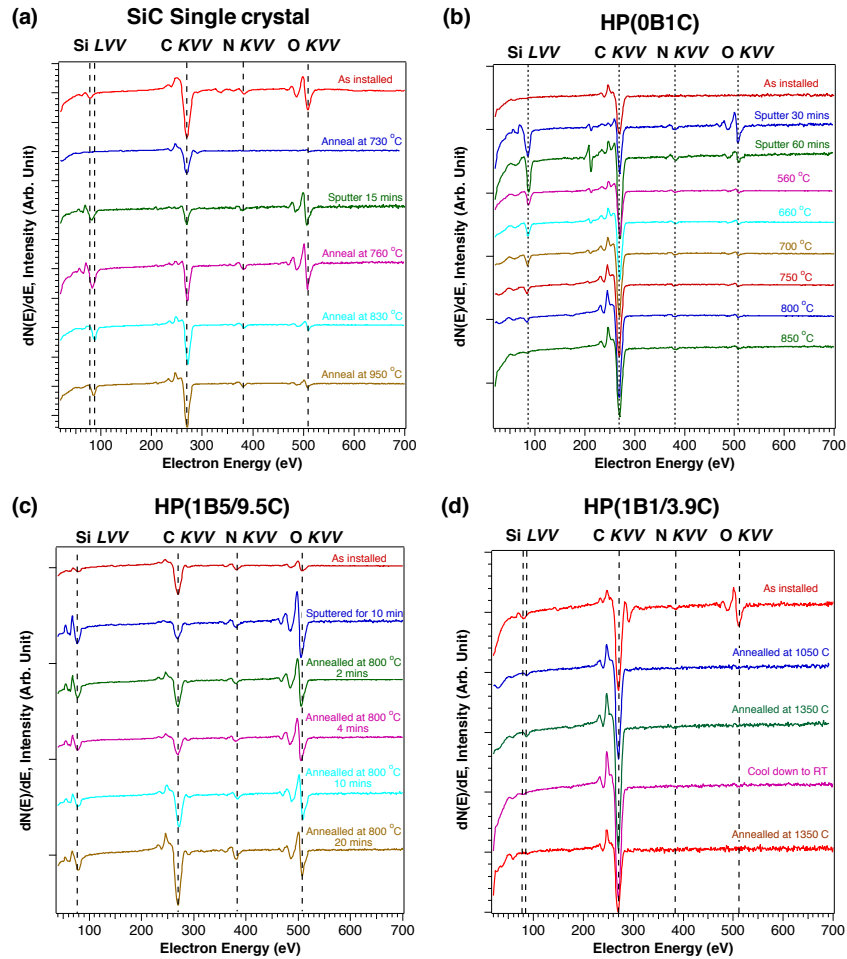 (a)
SiC Single crystal
Si LVV
C KVV
N KVV
O KVV
dN(E)/dE, Intensity (Arb. Unit)
As installed
Anneal at 730 °C
Sputter 15 mins
Anneal at 760 °C
Anneal at 830 °C
Anneal at 950 °C
100 200 300 400 500 600 700
Electron Energy (eV)
(b)
HP(0B1C)
Si LVV
C KVV
N KVV
O KVV
dN(E)/dE, Intensity (Arb. Unit)
As installed
Sputter 30 mins
Sputter 60 mins
560 °C
660 °C
700 °C
750 °C
800 °C
850 °C
100 200 300 400 500 600 700
Electron Energy (eV)
(c)
HP(1B5/9.5C)
Si LVV
C KVV
N KVV
O KVV
dN(E)/dE, Intensity (Arb. Unit)
As installed
Sputtered for 10 min
Annealled at 800 °C
2 mins
Annealled at 800 °C
4 mins
Annealled at 800 °C
10 mins
Annealled at 800 °C
20 mins
100 200 300 400 500 600 700
Electron Energy (eV)
(d)
HP(1B1/3.9C)
Si LVV
C KVV
N KVV
O KVV
dN(E)/dE, Intensity (Arb. Unit)
As installed
Annealled at 1050 C
Annealled at 1350 C
Cool down to RT
Annealled at 1350 C
100 200 300 400 500 600 700
Electron Energy (eV)